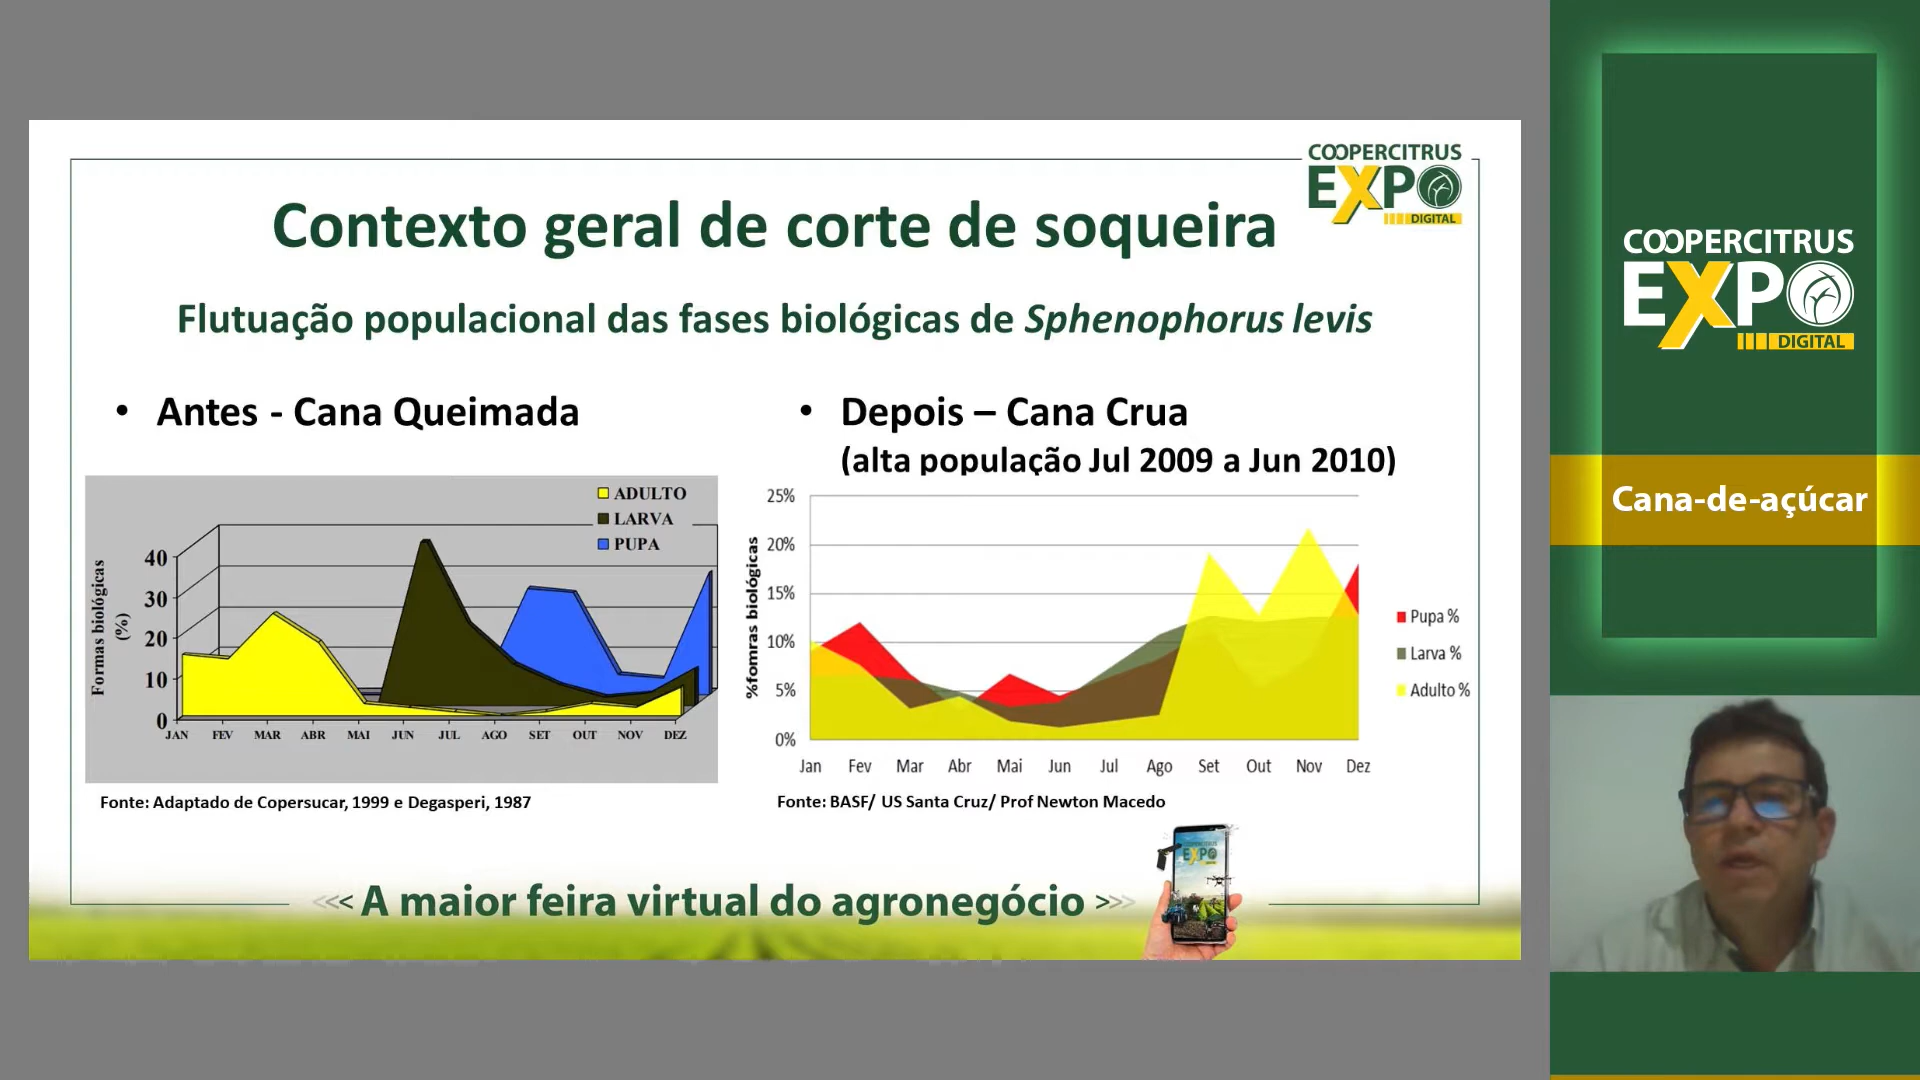 COOPERCITRUS
EXPO
DIGITAL
Contexto geral de corte de soqueira
Flutuação populacional das fases biológicas de Sphenophorus levis
• Antes - Cana Queimada
ADULTO
LARVA
PUPA
Formas biológicas
(%)
40
30
20
10
0
JAN FEV MAR ABR MAI JUN JUL AGO SET OUT NOV DEZ
Fonte: Adaptado de Copersucar, 1999 e Degasperi, 1987
• Depois – Cana Crua
(alta população Jul 2009 a Jun 2010)
%fomras biológicas
25%
20%
15%
10%
5%
0%
Jan Fev Mar Abr Mai Jun Jul Ago Set Out Nov Dez
Pupa %
Larva %
Adulto %
Fonte: BASF/ US Santa Cruz/ Prof Newton Macedo
<<< A maior feira virtual do agronegócio >>>
EXPO
COOPERCITRUS
EXPO
DIGITAL
Cana-de-açúcar